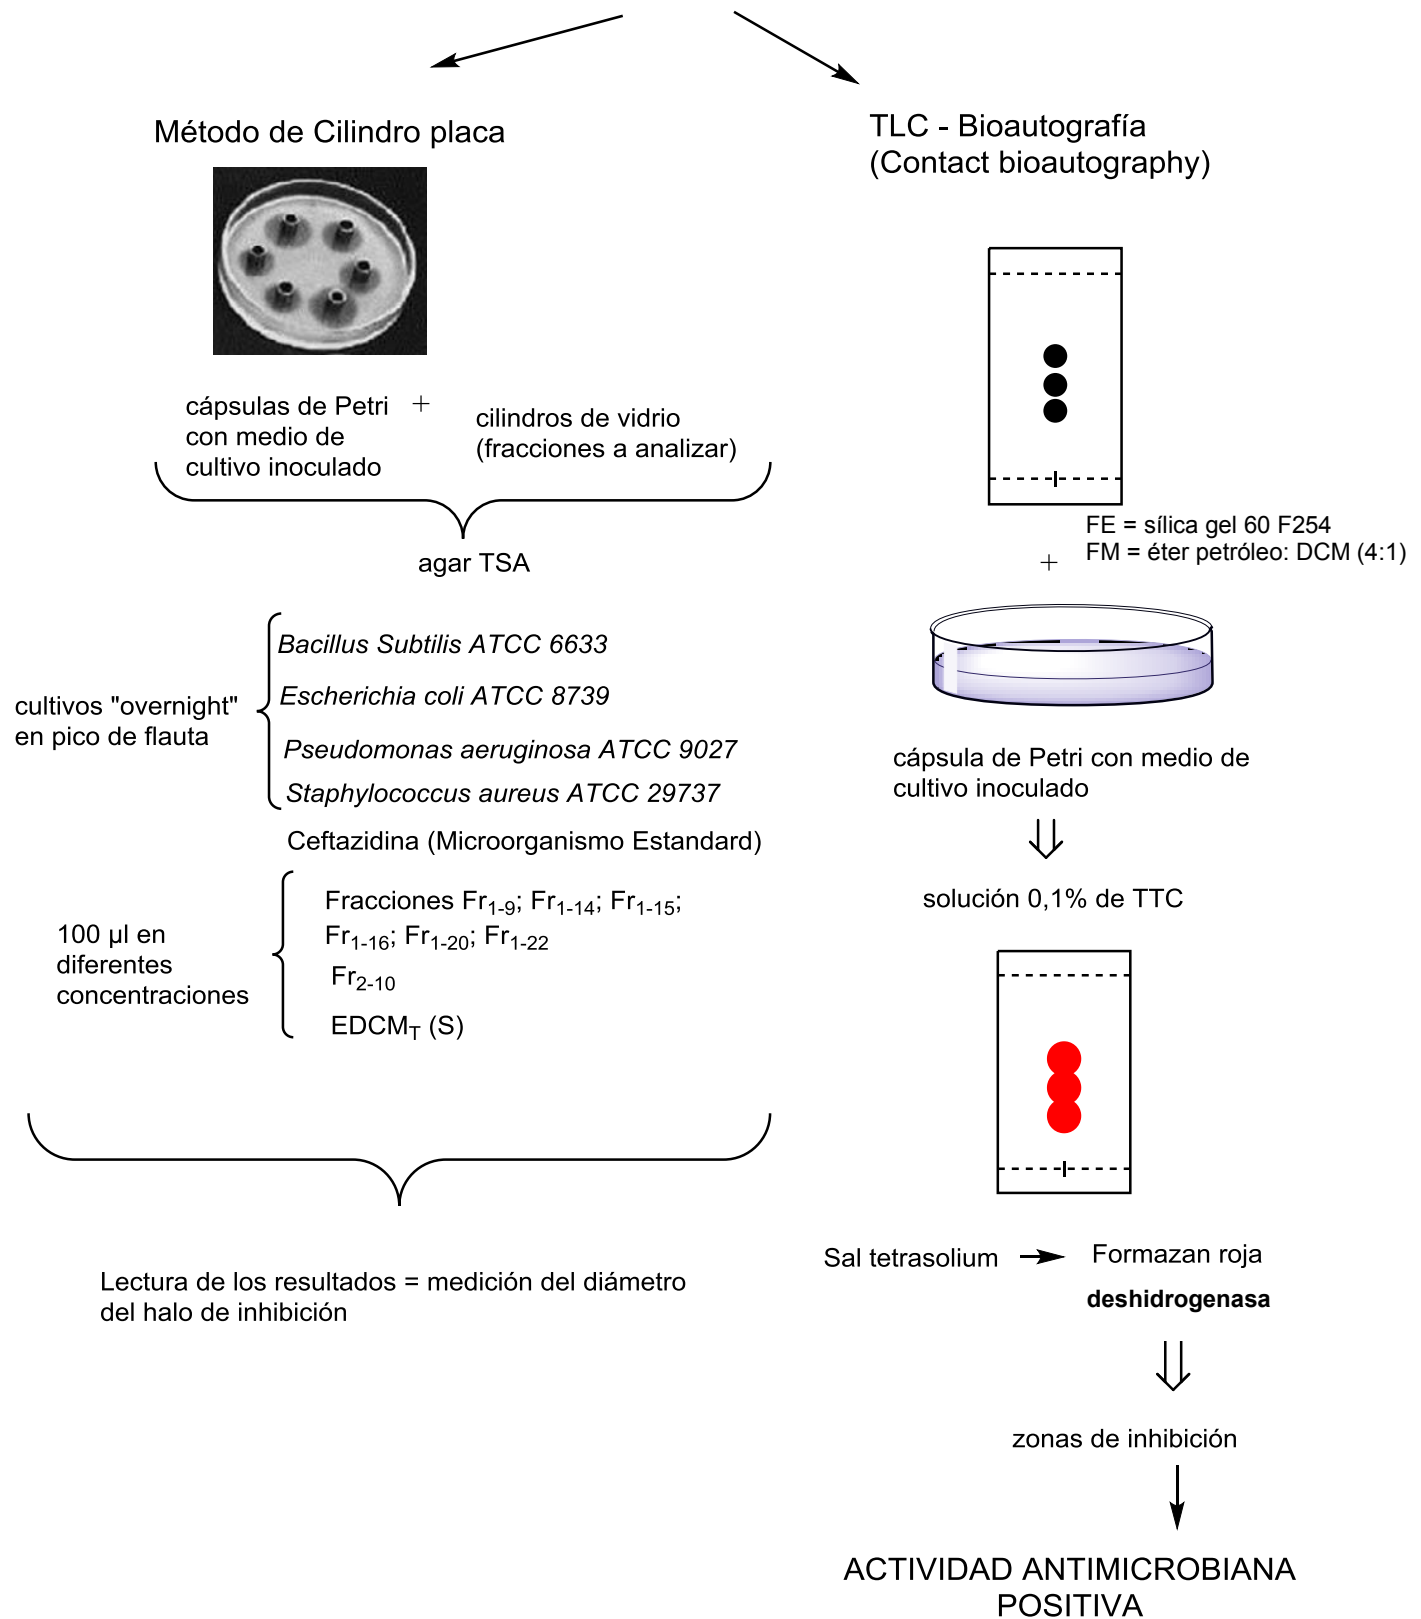 Método de Cilindro placa
cápsulas de Petri +
con medio de
cultivo inoculado
cilindros de vidrio
(fracciones a analizar)
agar TSA
cultivos "overnight"
en pico de flauta
Bacillus Subtilis ATCC 6633
Escherichia coli ATCC 8739
Pseudomonas aeruginosa ATCC 9027
Staphylococcus aureus ATCC 29737
Ceftazidina (Microorganismo Estandard)
100 µl en
diferentes
concentraciones
Fracciones Fr1-9; Fr1-14; Fr1-15;
Fr1-16; Fr1-20; Fr1-22
Fr2-10
EDCMT (S)
Lectura de los resultados = medición del diámetro
del halo de inhibición
TLC - Bioautografía
(Contact bioautography)
FE = sílica gel 60 F254
FM = éter petróleo: DCM (4:1)
+
cápsula de Petri con medio de
cultivo inoculado
solución 0,1% de TTC
Sal tetrasolium
Formazan roja
deshidrogenasa
zonas de inhibición
ACTIVIDAD ANTIMICROBIANA
POSITIVA